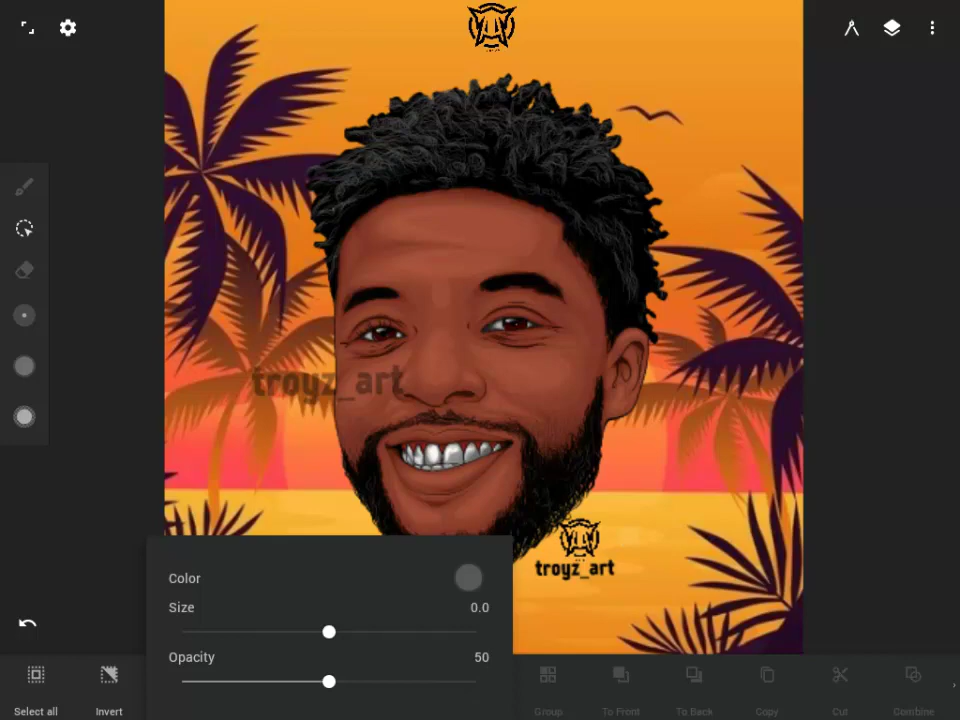 troyz_art
troyz_art
Color
Size 0.0
Opacity 50
Select all
Invert
Group
To Front
To Back
Copy
Cut
Combine